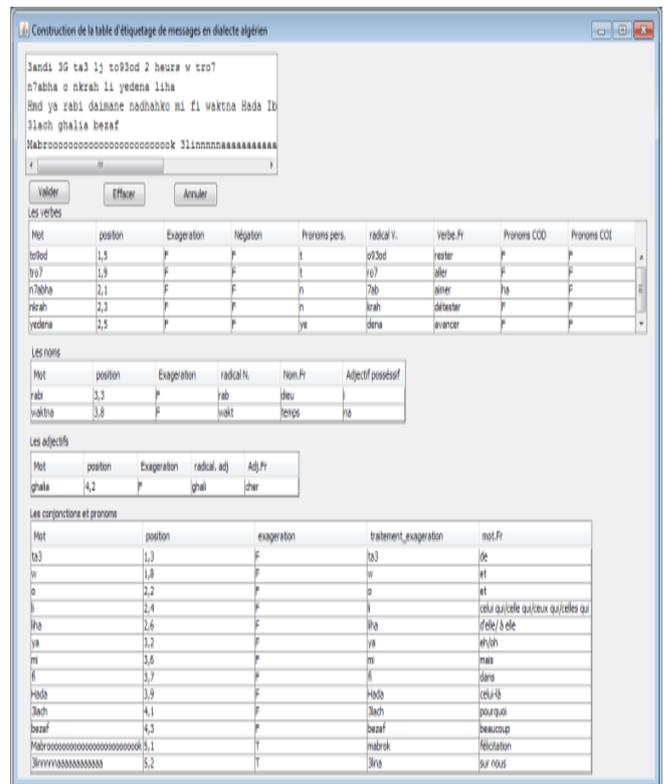 Construction de la table d'étiquetage de messages en dialecte algérien
3andi 3G ta3 lj to93od 2 heurs w tro7
n7abha o nkrah li yedena liha
Hmd ya rabi daimane nadhahko mi fi waktna Hada Ib
3lach ghalia bezaf
Mabroooooooooooooooooooooooook 3linnnnnaaaaaaaaaaa
Valider Effacer Annuler
Les verbes
Mot position Exageration Négation Pronoms pers. radical V. Verbe.Fr Pronoms COD Pronoms COI
to9od 1,5 F F t o93od rester F F
tro7 1,9 F F t ro7 aller F F
n7abha 2,1 F F n 7ab aimer ha F
nkrah 2,3 F F n krah détester F F
yedena 2,5 F F ye dena avancer F F
Les noms
Mot position Exageration radical N. Nom.Fr Adjectif posséssif
rabi 3,3 F rab dieu i
waktna 3,8 F wakt temps na
Les adjectifs
Mot position Exageration radical. adj Adj.Fr
ghalia 4,2 F ghali cher
Les conjonctions et pronoms
Mot position exageration traitement_exageration mot.Fr
ta3 1,3 F ta3 de
w 1,8 F w et
o 2,2 F o et
li 2,4 F li celui qui/celle qui/ceux qui/celles qui
liha 2,6 F liha d'elle/ à elle
ya 3,2 F ya eh/oh
mi 3,6 F mi mais
fi 3,7 F fi dans
Hada 3,9 F Hada celui-là
3lach 4,1 F 3lach pourquoi
bezaf 4,3 F bezaf beaucoup
Mabroooooooooooooooooooooooook 5,1 T mabrok félicitation
3linnnnnaaaaaaaaaaaa 5,2 T 3lina sur nous